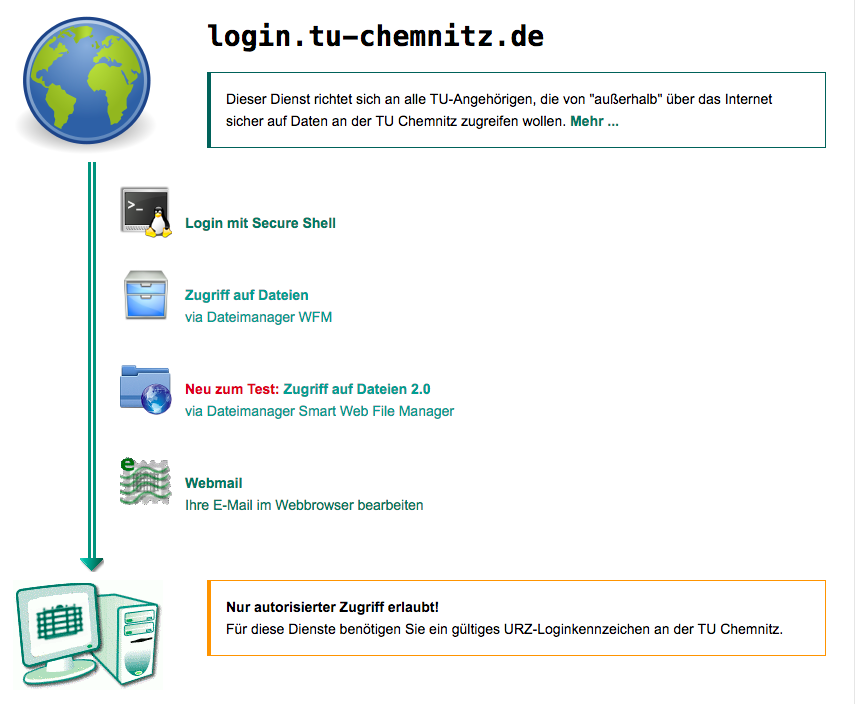 login.tu-chemnitz.de
Dieser Dienst richtet sich an alle TU-Angehörigen, die von "außerhalb" über das Internet
sicher auf Daten an der TU Chemnitz zugreifen wollen. Mehr ...
>_
Login mit Secure Shell
Zugriff auf Dateien
via Dateimanager WFM
Neu zum Test: Zugriff auf Dateien 2.0
via Dateimanager Smart Web File Manager
e
Webmail
Ihre E-Mail im Webbrowser bearbeiten
Nur autorisierter Zugriff erlaubt!
Für diese Dienste benötigen Sie ein gültiges URZ-Loginkennzeichen an der TU Chemnitz.